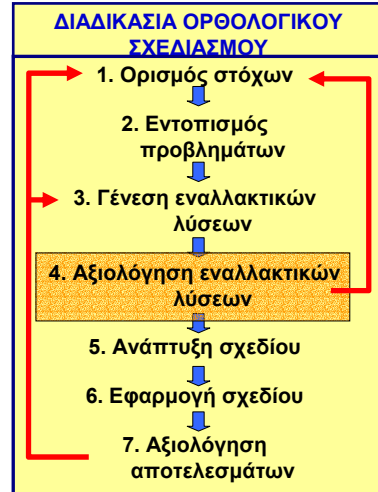 ΔΙΑΔΙΚΑΣΙΑ ΟΡΘΟΛΟΓΙΚΟΥ
ΣΧΕΔΙΑΣΜΟΥ
1. Ορισμός στόχων
2. Εντοπισμός
προβλημάτων
3. Γένεση εναλλακτικών
λύσεων
4. Αξιολόγηση εναλλακτικών
λύσεων
5. Ανάπτυξη σχεδίου
6. Εφαρμογή σχεδίου
7. Αξιολόγηση
αποτελεσμάτων